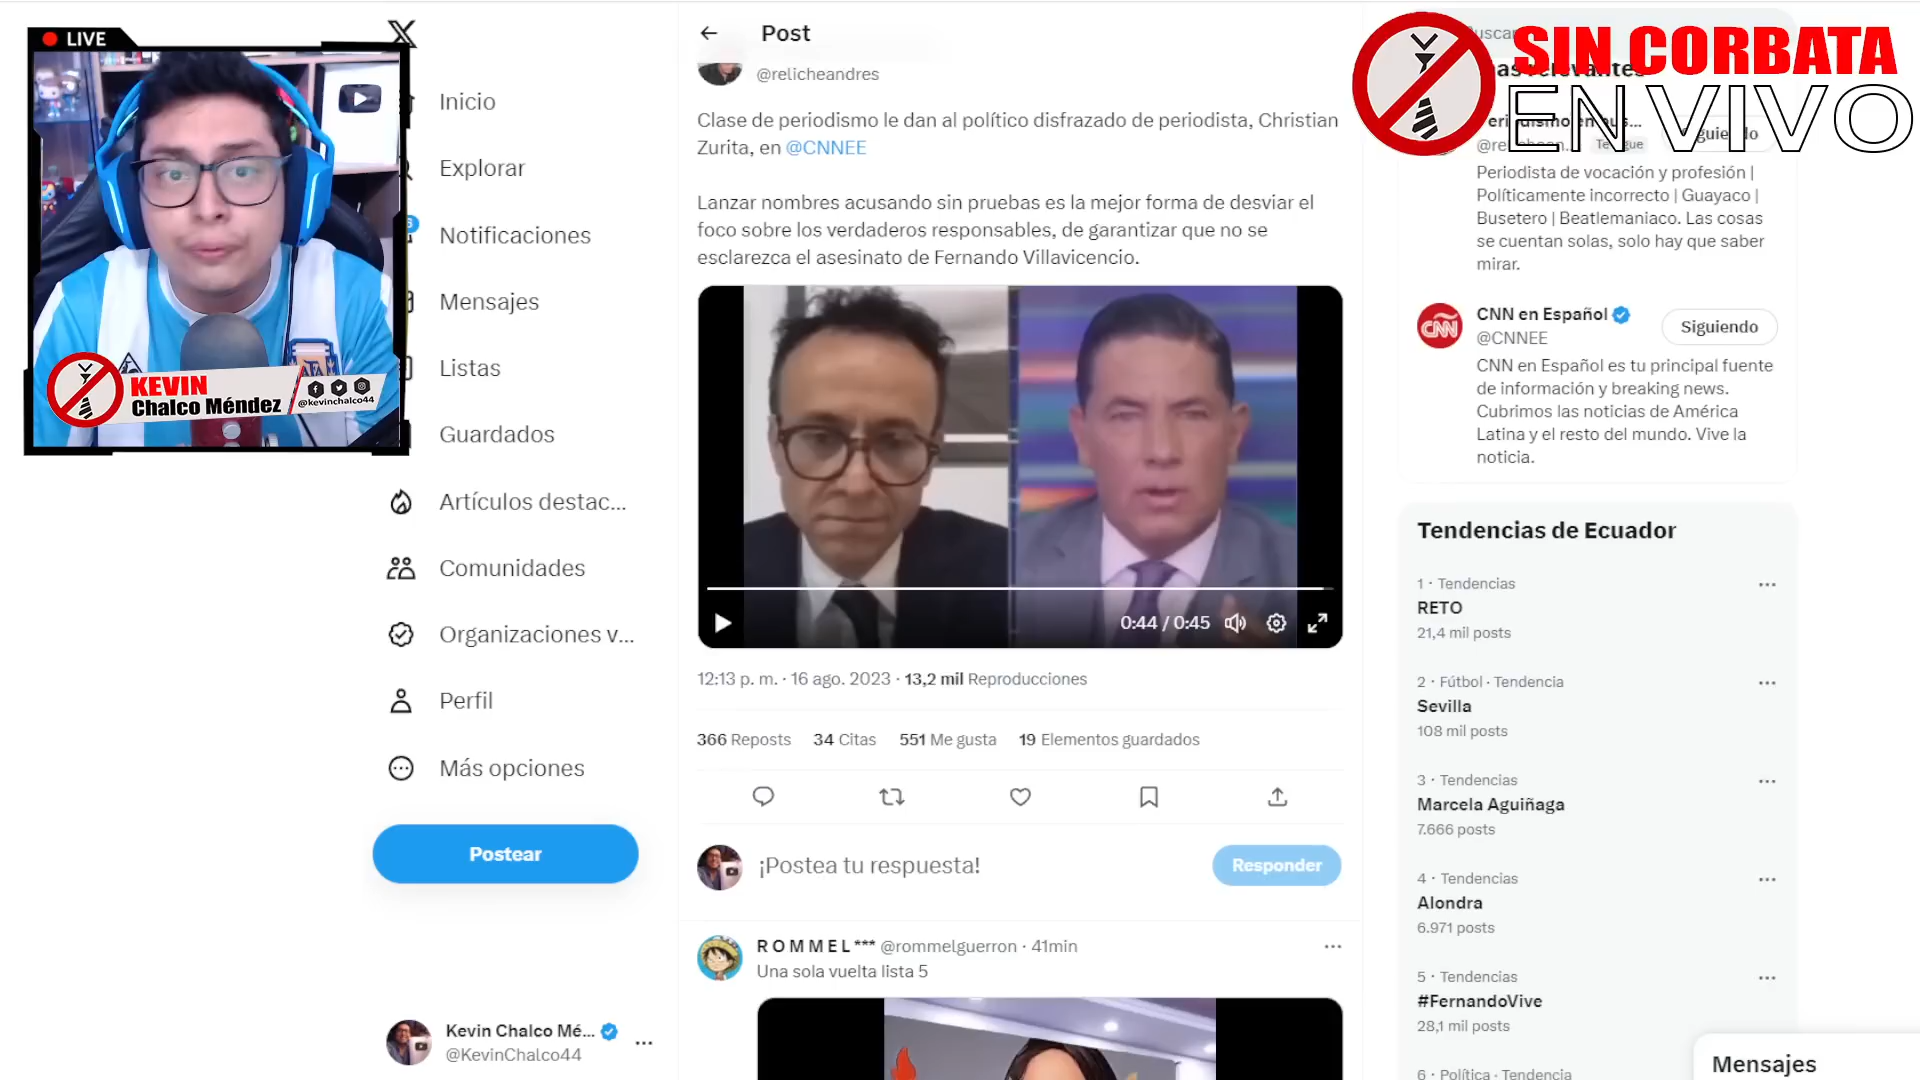 LIVE
KEVIN
Chalco Méndez
@kevinchalco44
SIN CORBATA
EN VIVO
Inicio
Explorar
Notificaciones
Mensajes
Listas
Guardados
Artículos destac...
Comunidades
Organizaciones v...
Perfil
Más opciones
Postear
Kevin Chalco Mé...
@KevinChalco44
Post
@relicheandres
Clase de periodismo le dan al político disfrazado de periodista, Christian
Zurita, en @CNNEE
Lanzar nombres acusando sin pruebas es la mejor forma de desviar el
foco sobre los verdaderos responsables, de garantizar que no se
esclarezca el asesinato de Fernando Villavicencio.
0:44 / 0:45
12:13 p. m. · 16 ago. 2023 · 13,2 mil Reproducciones
366 Reposts 34 Citas 551 Me gusta 19 Elementos guardados
¡Postea tu respuesta!
Responder
R O M M E L *** @rommelguerron · 41min
Una sola vuelta lista 5
Periodista de vocación y profesión |
Políticamente incorrecto | Guayaco |
Busetero | Beatlemaniaco. Las cosas
se cuentan solas, solo hay que saber
mirar.
CNN en Español
@CNNEE
Siguiendo
CNN en Español es tu principal fuente
de información y breaking news.
Cubrimos las noticias de América
Latina y el resto del mundo. Vive la
noticia.
CNN
Tendencias de Ecuador
1 · Tendencias
RETO
21,4 mil posts
2 · Fútbol · Tendencia
Sevilla
108 mil posts
3 · Tendencias
Marcela Aguiñaga
7.666 posts
4 · Tendencias
Alondra
6.971 posts
5 · Tendencias
#FernandoVive
28,1 mil posts
6 · Política · Tendencia
Mensajes